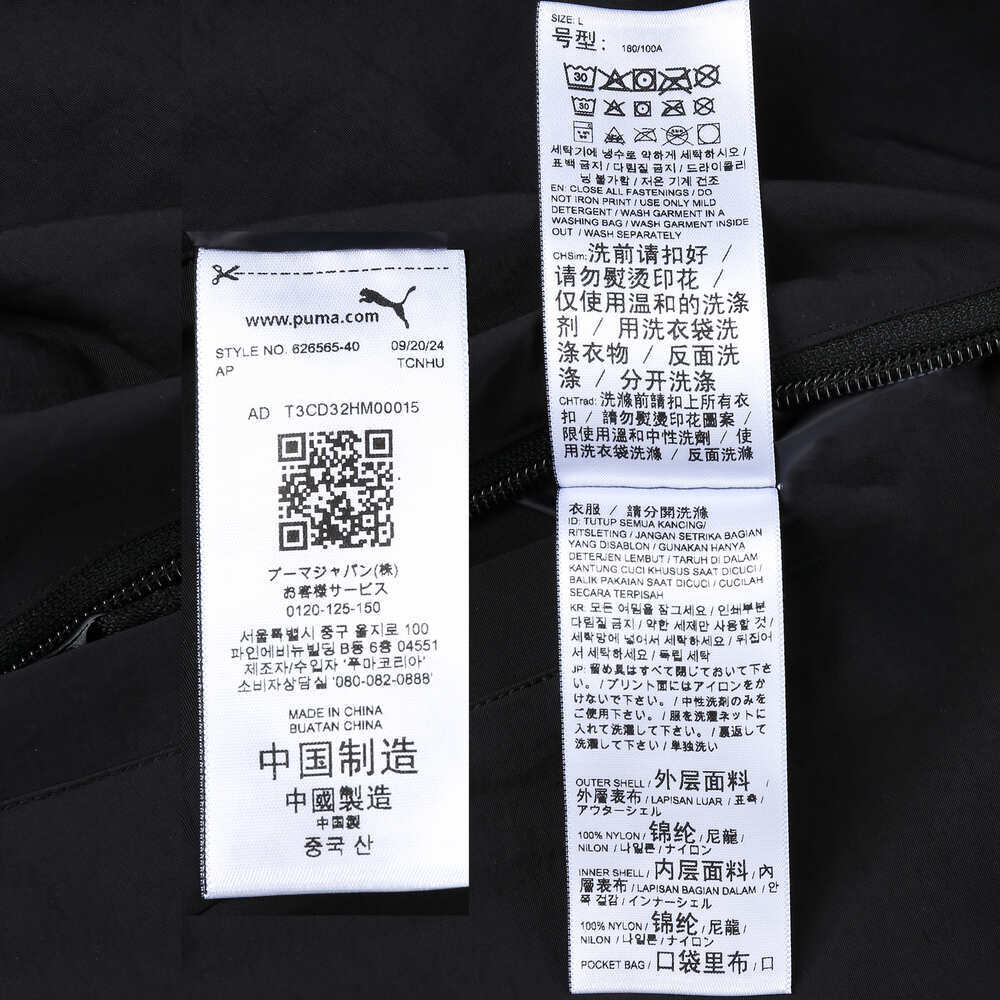 www.puma.com
STYLE NO. 626565-40 09/20/24
AP TCNHU
AD T3CD32HM00015
プーマジャパン(株)
お客様サービス
0120-125-150
서울특별시 중구 을지로 100
파인에비뉴빌딩 B동 6층 04551
제조자/수입자 '푸마코리아'
소비자상담실 '080-082-0888'
MADE IN CHINA
BUATAN CHINA
中国制造
中國製造
中国製
중국 산
SIZE: L
号型: 180/100A
30
30
세탁기에 냉수로 약하게 세탁하시오 /
표백 금지 / 다림질 금지 / 드라이클리
닝 불가함 / 저온 기계 건조
EN: CLOSE ALL FASTENINGS / DO
NOT IRON PRINT / USE ONLY MILD
DETERGENT / WASH GARMENT IN A
WASHING BAG / WASH GARMENT INSIDE
OUT / WASH SEPARATELY
CHSim:洗前请扣好 /
请勿熨烫印花 /
仅使用温和的洗涤
剂 / 用洗衣袋洗
涤衣物 / 反面洗
涤 / 分开洗涤
CHTrad: 洗滌前請扣上所有衣
扣 / 請勿熨燙印花圖案 /
限使用溫和中性洗劑 / 使
用洗衣袋洗滌 / 反面洗滌
衣服 / 請分開洗滌
ID: TUTUP SEMUA KANCING/
RITSLETING / JANGAN SETRIKA BAGIAN
YANG DISABLON / GUNAKAN HANYA
DETERJEN LEMBUT / TARUH DI DALAM
KANTUNG CUCI KHUSUS SAAT DICUCI /
BALIK PAKAIAN SAAT DICUCI / CUCILAH
SECARA TERPISAH
KR: 모든 여밈을 잠그세요 / 인쇄부분
다림질 금지 / 약한 세제만 사용할 것 /
세탁망에 넣어서 세탁하세요 / 뒤집어
서 세탁하세요 / 독립 세탁
JP: 留め具はすべて閉じておいて下さ
い。/ プリント面にはアイロンをか
けないで下さい。/ 中性洗剤のみを
ご使用下さい。/ 服を洗濯ネットに
入れて洗濯して下さい / 裏返して
洗濯して下さい / 単独洗い
OUTER SHELL / 外层面料 /
外層表布 / LAPISAN LUAR / 표측 /
アウターシェル
100% NYLON / 锦纶 / 尼龍 /
NILON / 나일론 / ナイロン
INNER SHELL / 内层面料 / 內
層表布 / LAPISAN BAGIAN DALAM / 안
쪽 겉감 / インナーシェル
100% NYLON / 锦纶 / 尼龍 /
NILON / 나일론 / ナイロン
POCKET BAG / 口袋里布 / 口